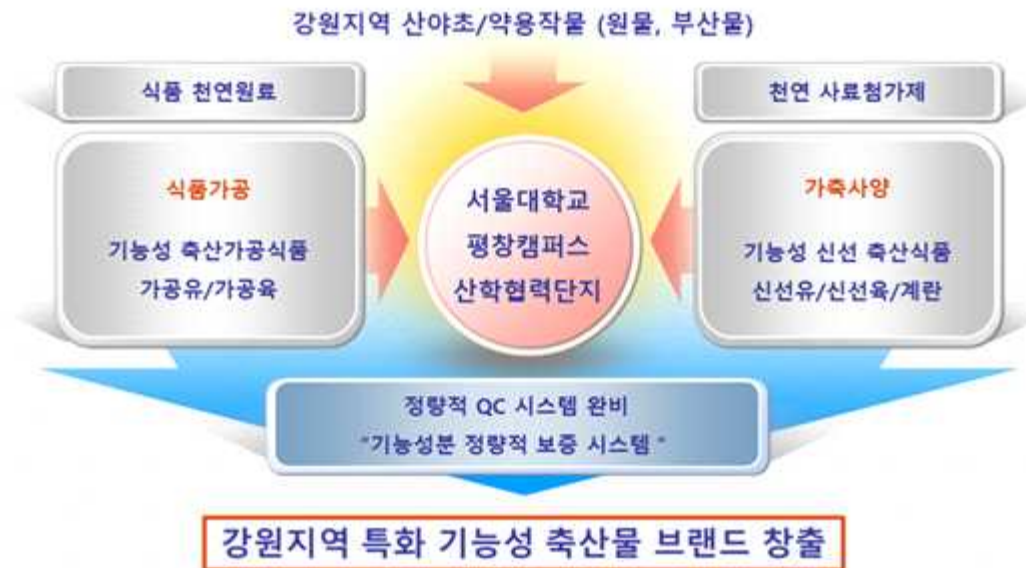 강원지역 산야초/약용작물 (원물, 부산물)
식품 천연원료
천연 사료첨가제
식품가공
기능성 축산가공식품
가공유/가공육
서울대학교
평창캠퍼스
산학협력단지
가축사양
기능성 신선 축산식품
신선유/신선육/계란
정량적 QC 시스템 완비
"기능성분 정량적 보증 시스템 "
강원지역 특화 기능성 축산물 브랜드 창출